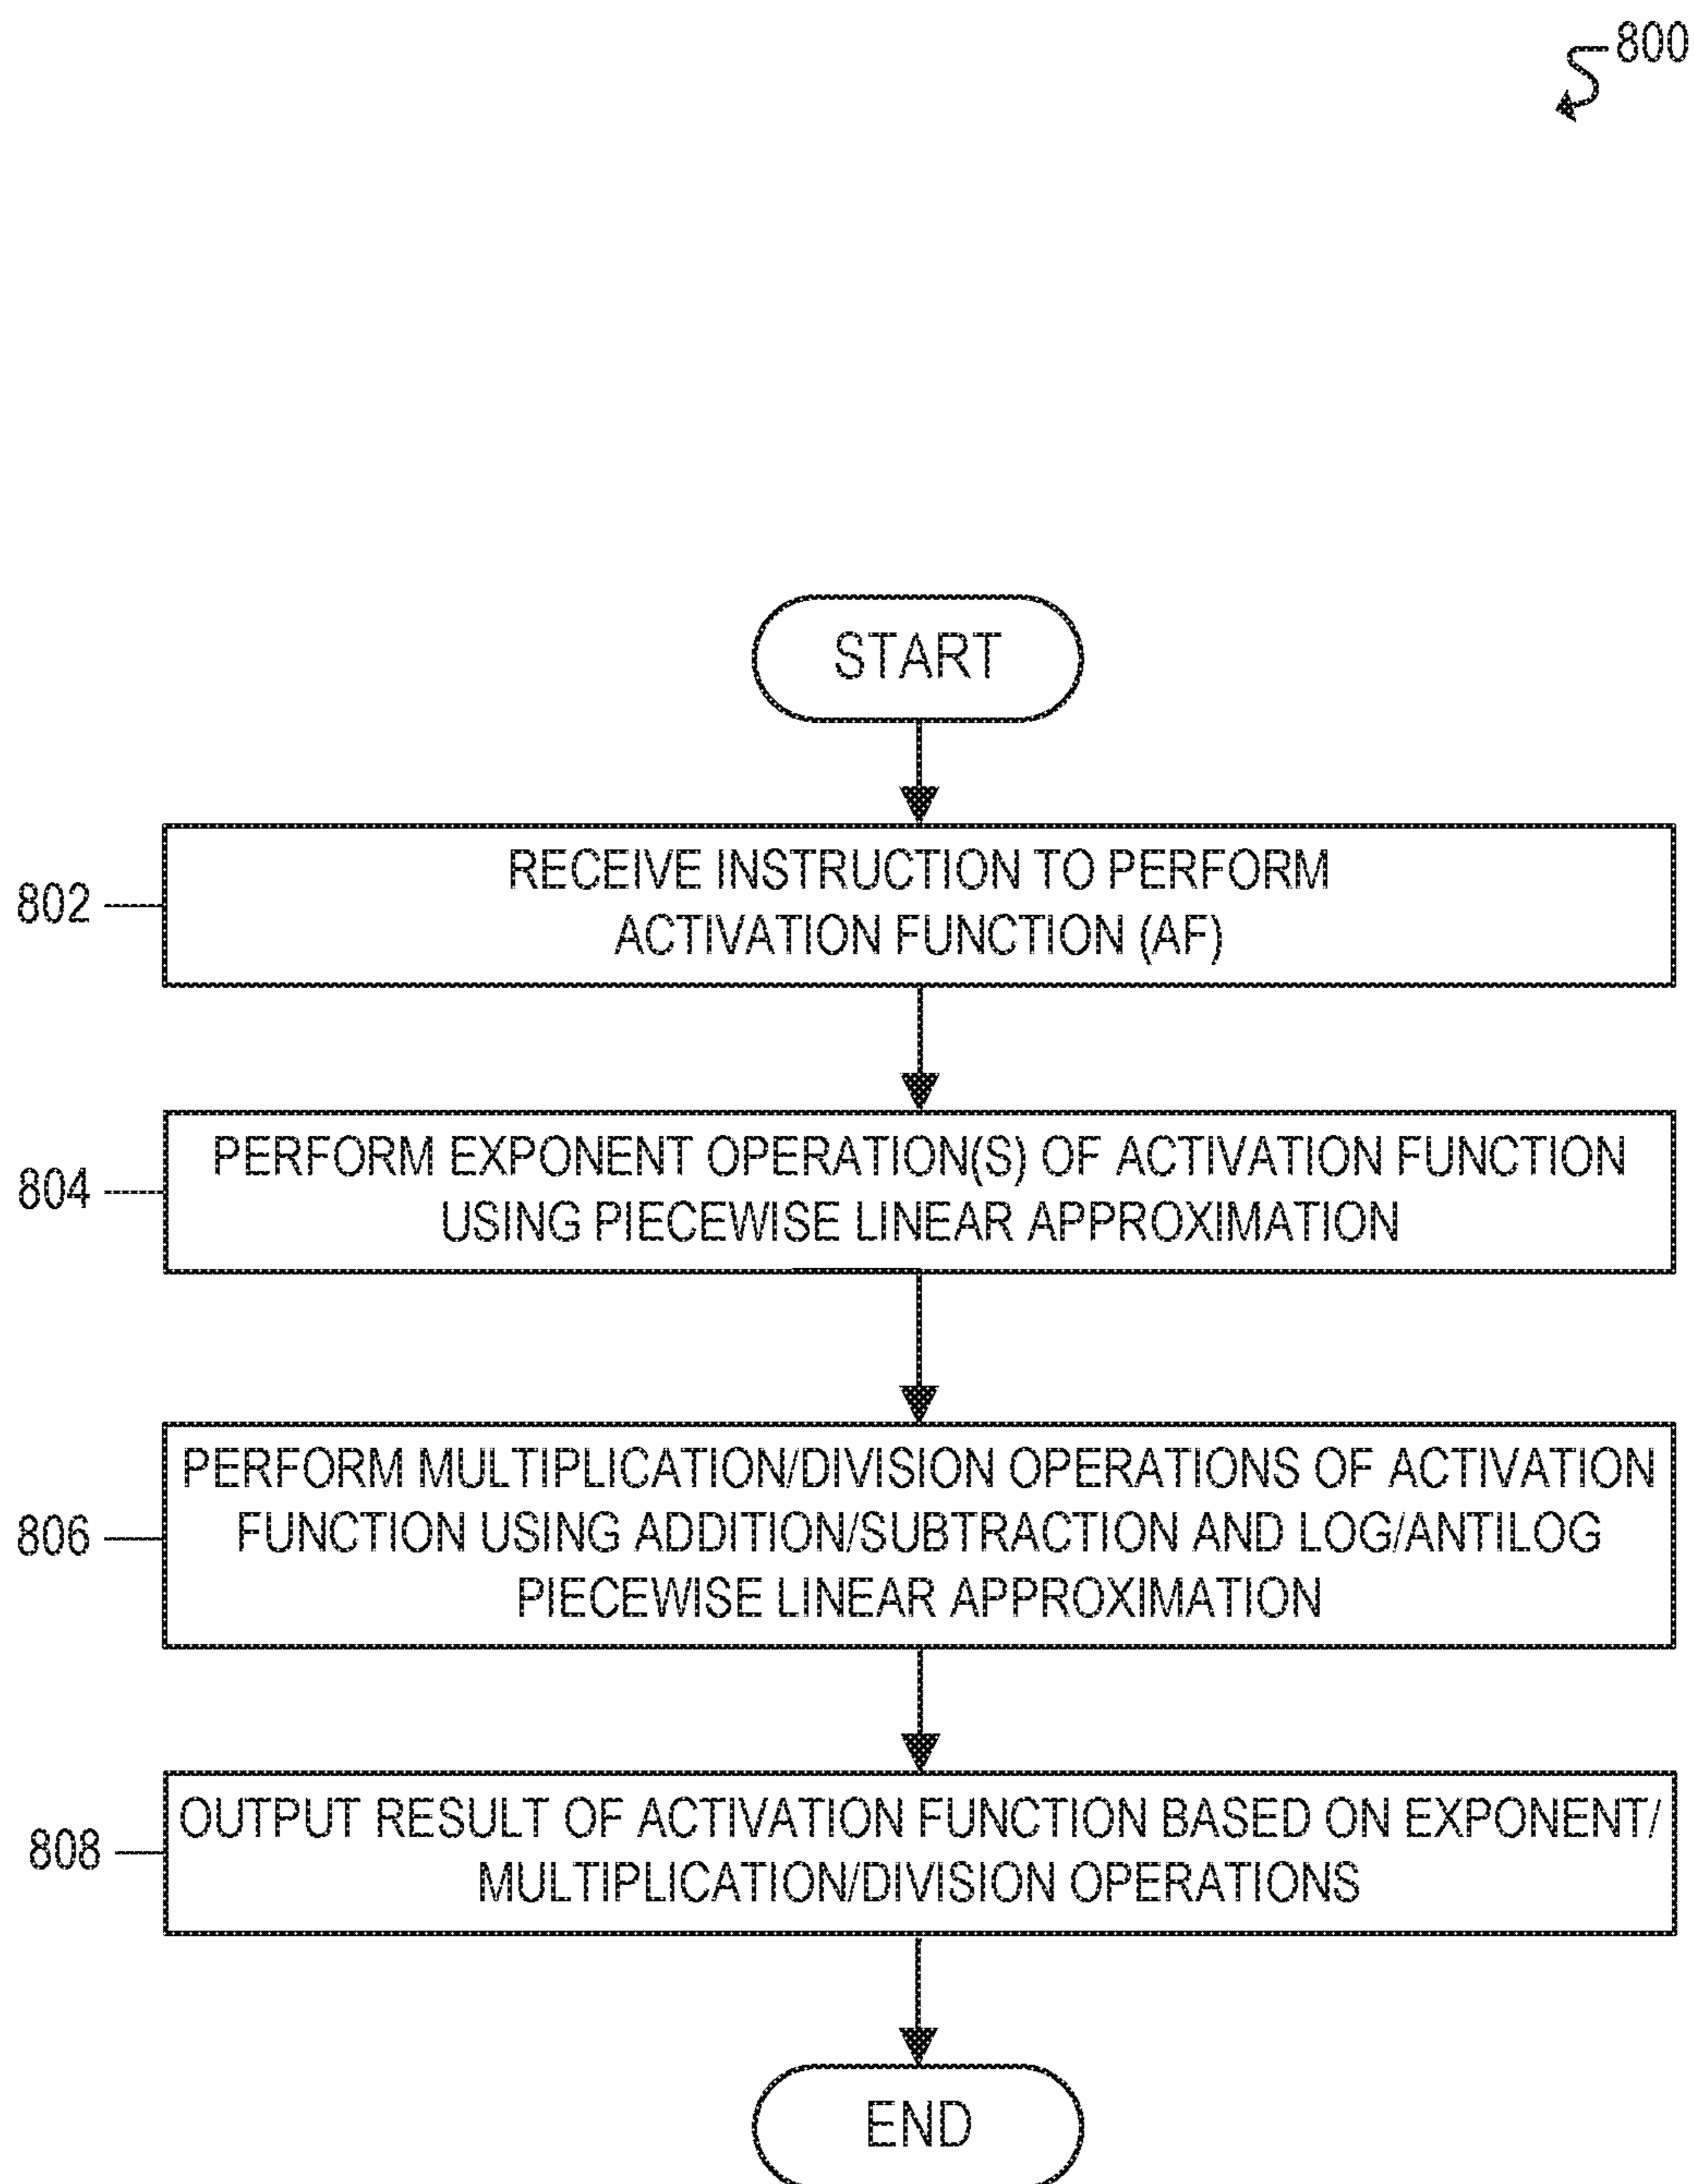 800
START
802
RECEIVE INSTRUCTION TO PERFORM
ACTIVATION FUNCTION (AF)
804
PERFORM EXPONENT OPERATION(S) OF ACTIVATION FUNCTION
USING PIECEWISE LINEAR APPROXIMATION
806
PERFORM MULTIPLICATION/DIVISION OPERATIONS OF ACTIVATION
FUNCTION USING ADDITION/SUBTRACTION AND LOG/ANTILOG
PIECEWISE LINEAR APPROXIMATION
808
OUTPUT RESULT OF ACTIVATION FUNCTION BASED ON EXPONENT/
MULTIPLICATION/DIVISION OPERATIONS
END